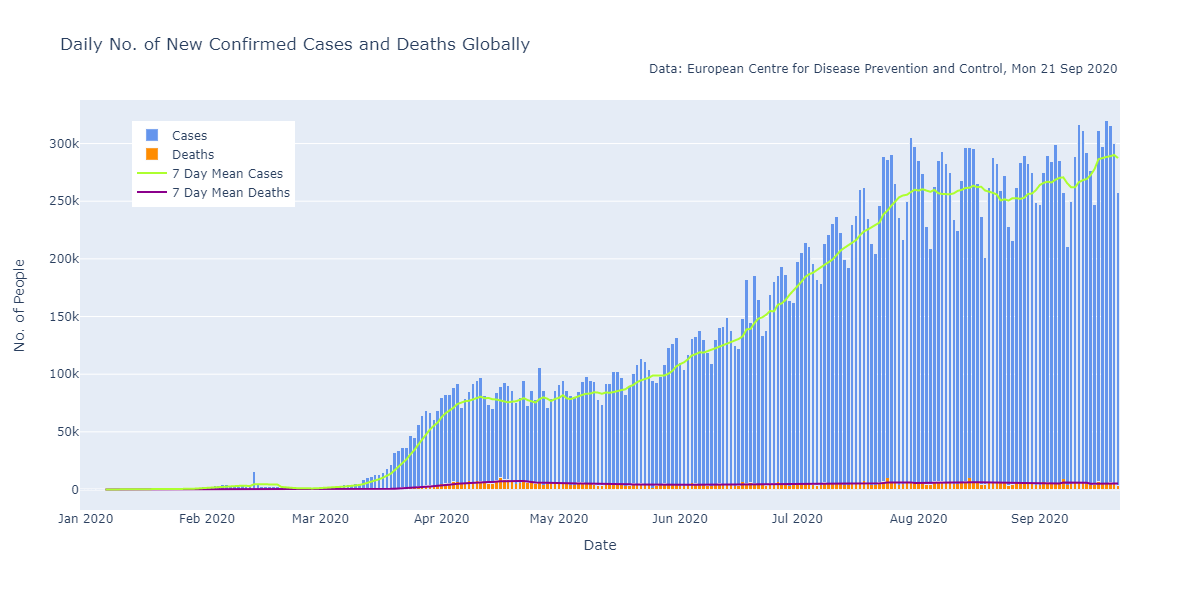 Daily No. of New Confirmed Cases and Deaths Globally
Data: European Centre for Disease Prevention and Control, Mon 21 Sep 2020
Cases
Deaths
7 Day Mean Cases
7 Day Mean Deaths
300k
250k
200k
150k
100k
50k
0
No. of People
Jan 2020 Feb 2020 Mar 2020 Apr 2020 May 2020 Jun 2020 Jul 2020 Aug 2020 Sep 2020
Date